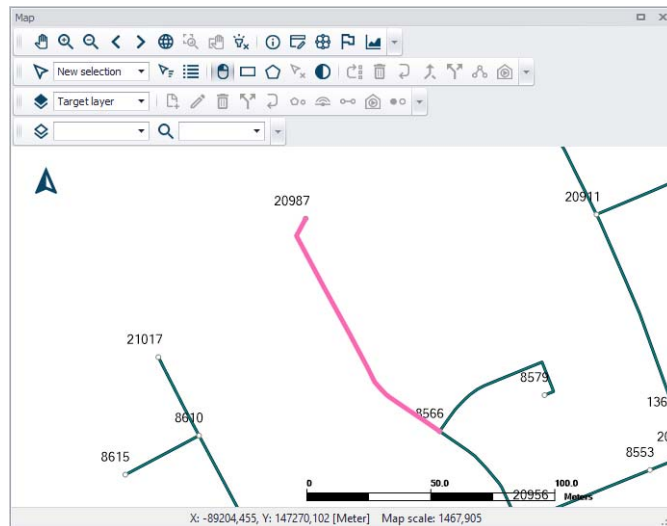 Map
New selection
Target layer
20987
20911
21017
8579
136
8566
8610
20
8615
8553
0 50.0 100.0
Meters
20956
X: -89204,455, Y: 147270,102 [Meter] Map scale: 1467,905